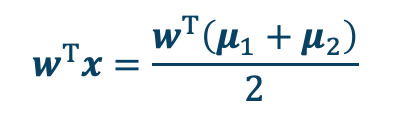 wᵀx = wᵀ(μ₁ + μ₂) / 2